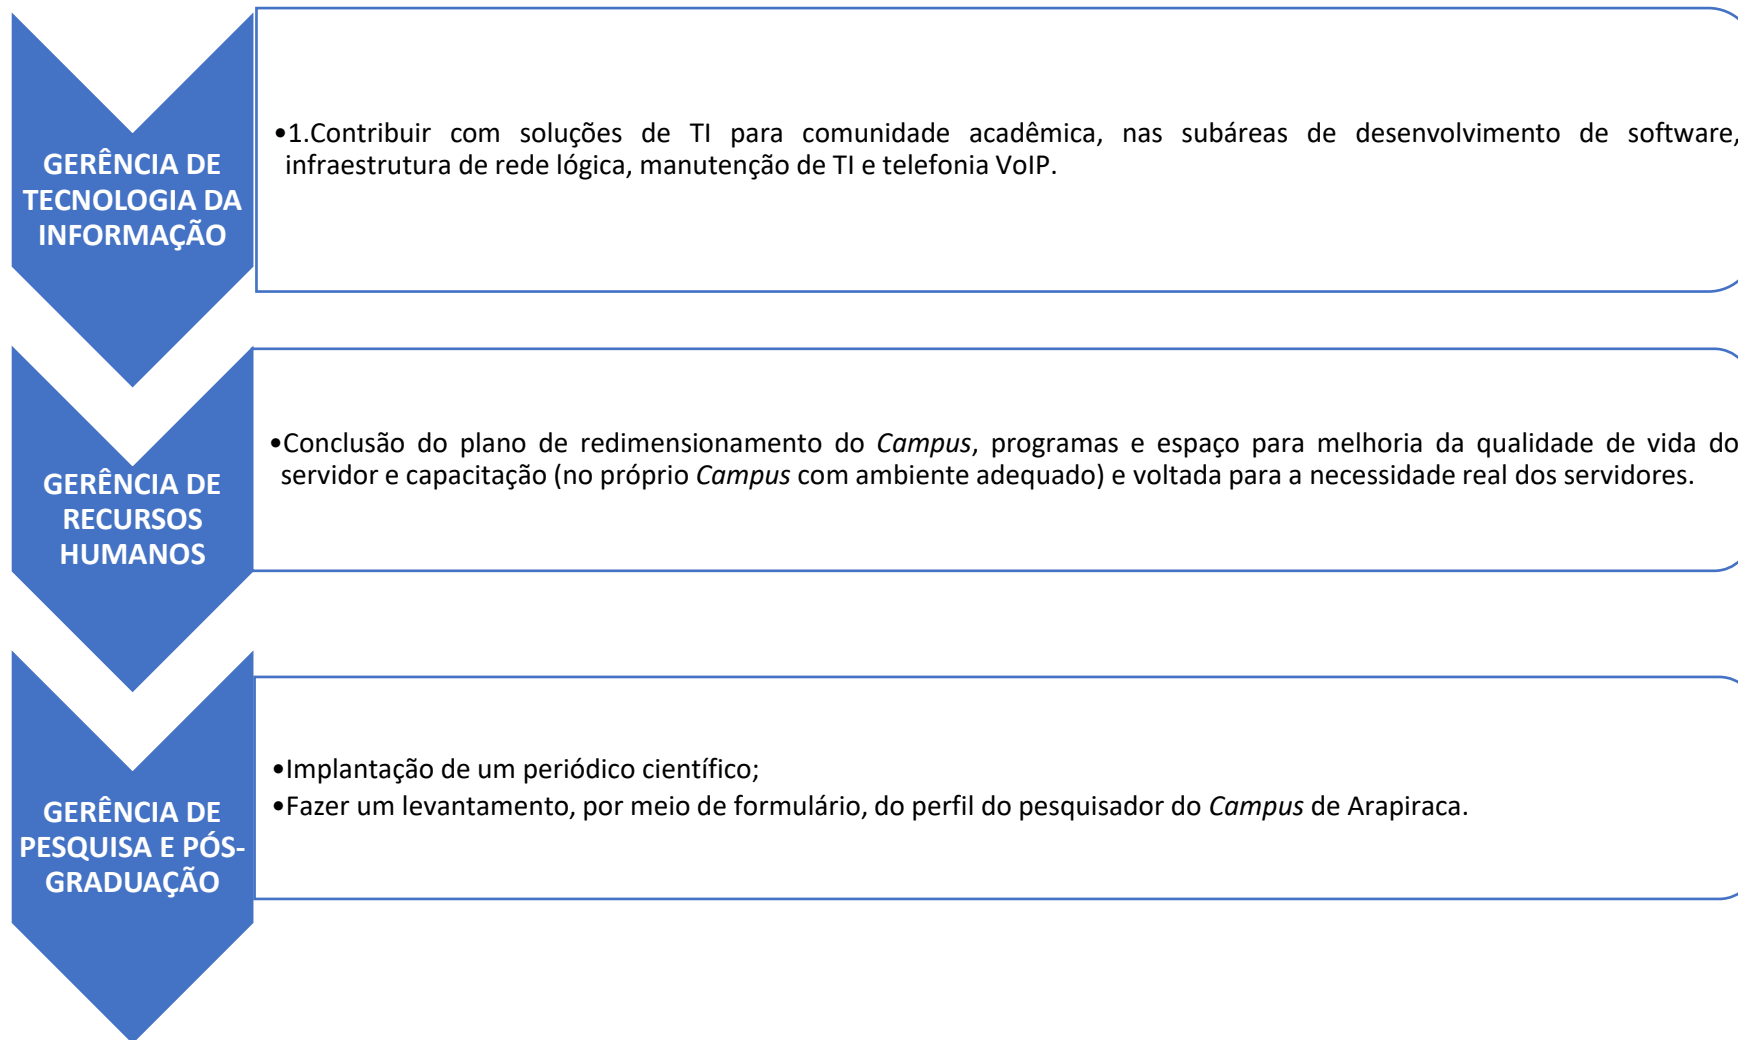 GERÊNCIA DE
TECNOLOGIA DA
INFORMAÇÃO
•1.Contribuir com soluções de TI para comunidade acadêmica, nas subáreas de desenvolvimento de software,
infraestrutura de rede lógica, manutenção de TI e telefonia VoIP.
GERÊNCIA DE
RECURSOS
HUMANOS
•Conclusão do plano de redimensionamento do Campus, programas e espaço para melhoria da qualidade de vida do
servidor e capacitação (no próprio Campus com ambiente adequado) e voltada para a necessidade real dos servidores.
GERÊNCIA DE
PESQUISA E PÓS-
GRADUAÇÃO
•Implantação de um periódico científico;
•Fazer um levantamento, por meio de formulário, do perfil do pesquisador do Campus de Arapiraca.